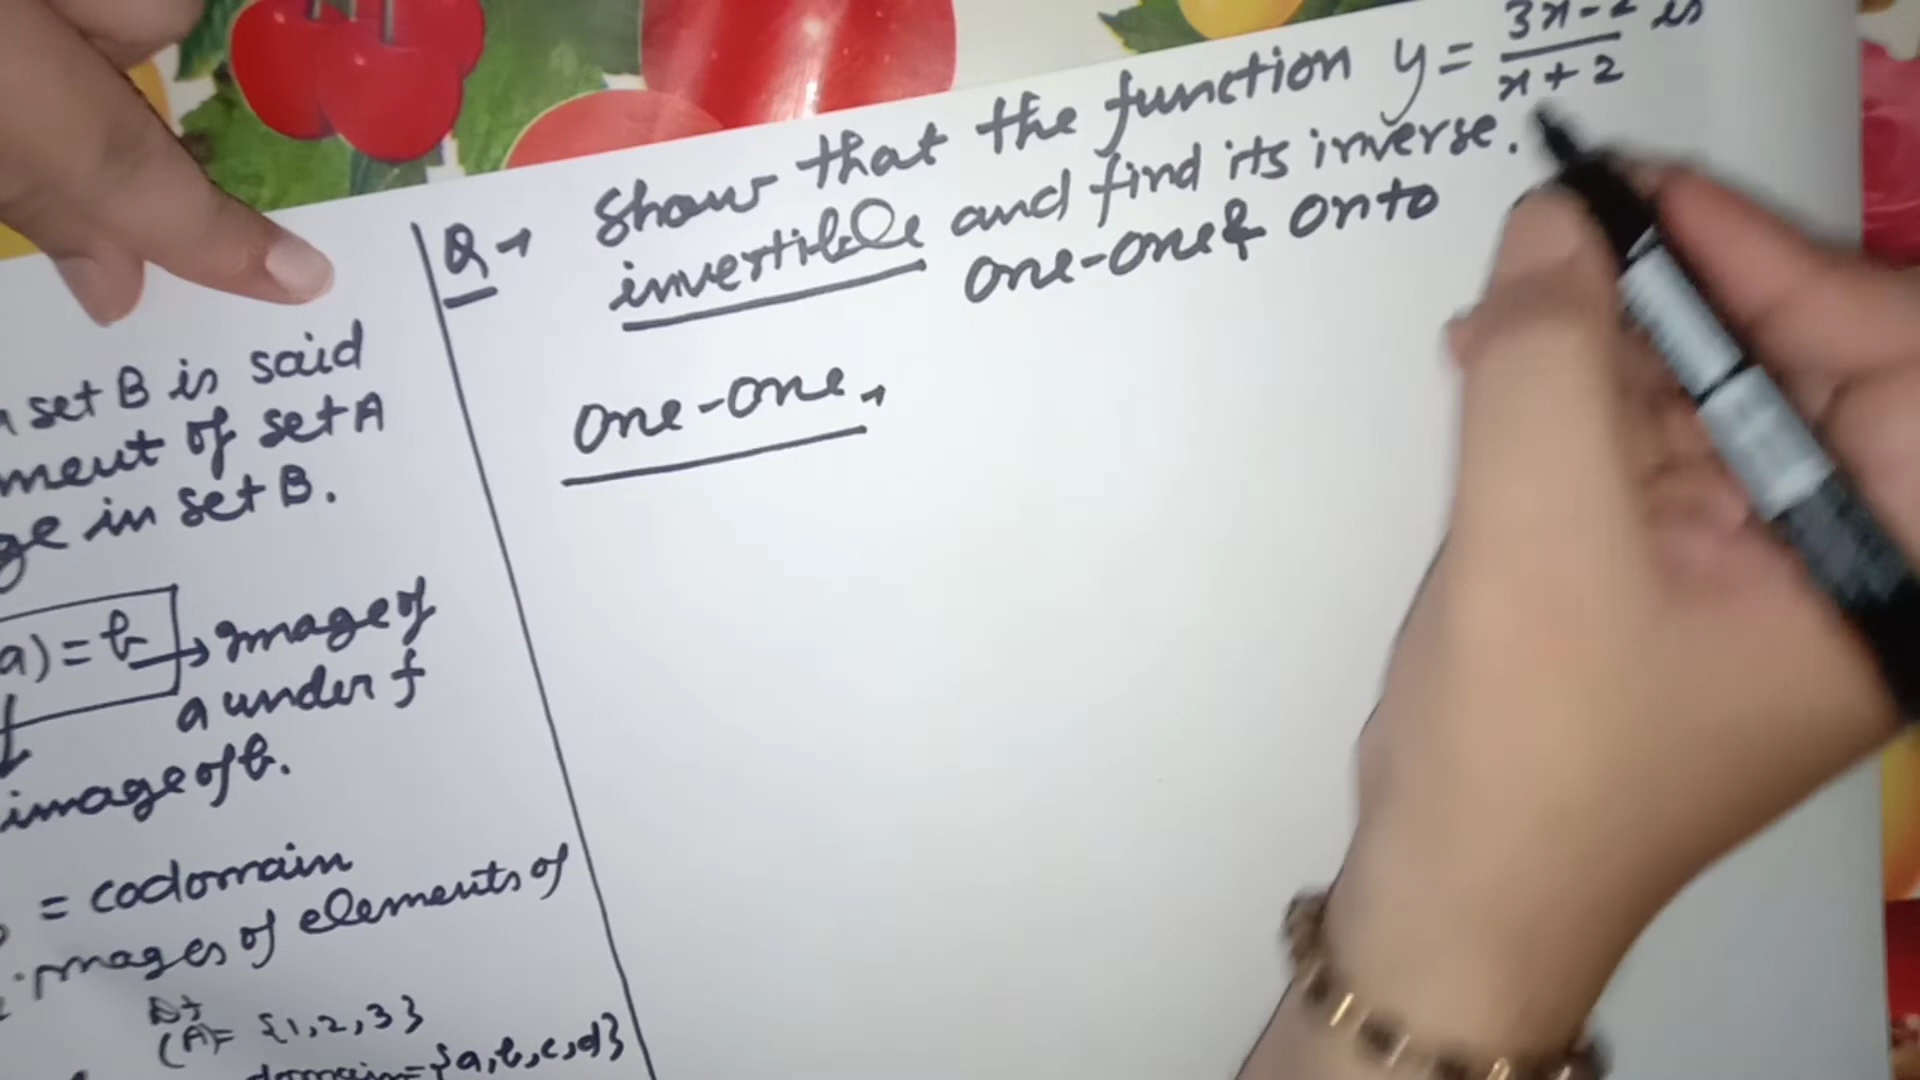 set B is said
of set A
in set B.
a) = b → image of
a under f
image of b.
= codomain
images of elements of
(A) = {1,2,3}
= {a, b, c, d}
Q→ Show that the function y = 3x-2 / x+2 is
invertible and find its inverse.
one-one & onto
one-one→